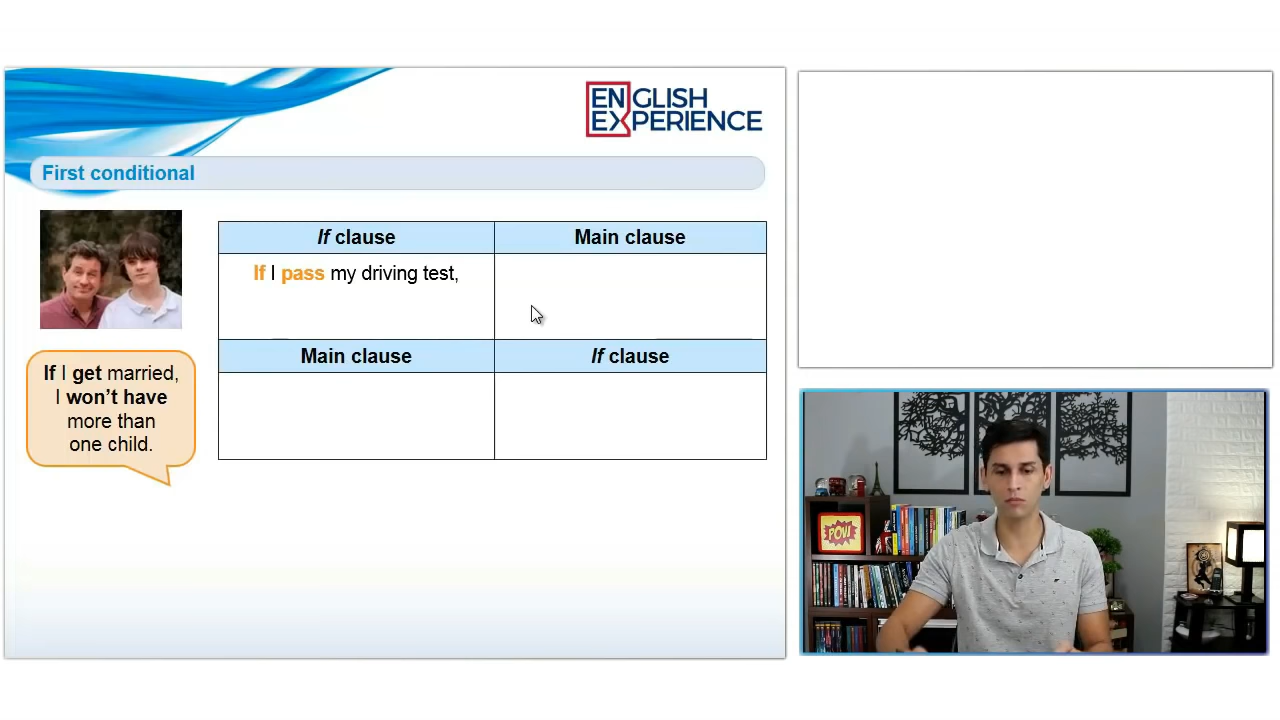 ENGLISH
EXPERIENCE
First conditional
If clause
Main clause
If I pass my driving test,
Main clause
If clause
If I get married,
I won’t have
more than
one child.
POW!